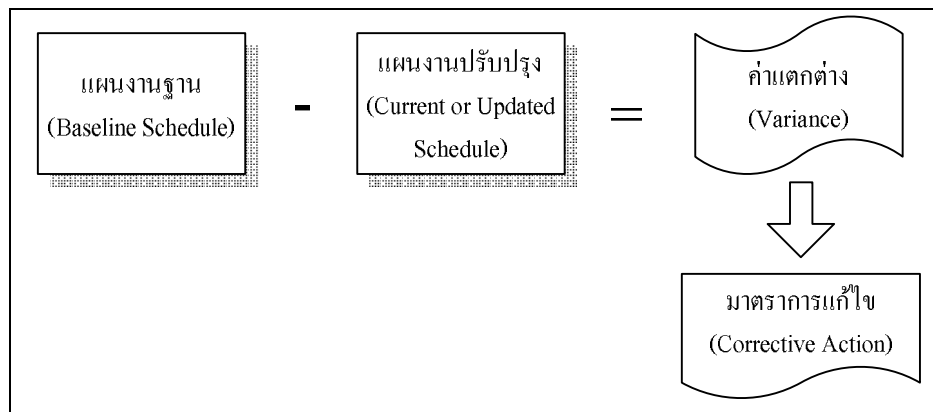 แผนงานฐาน
(Baseline Schedule)
-
แผนงานปรับปรุง
(Current or Updated
Schedule)
=
ค่าแตกต่าง
(Variance)
มาตราการแก้ไข
(Corrective Action)